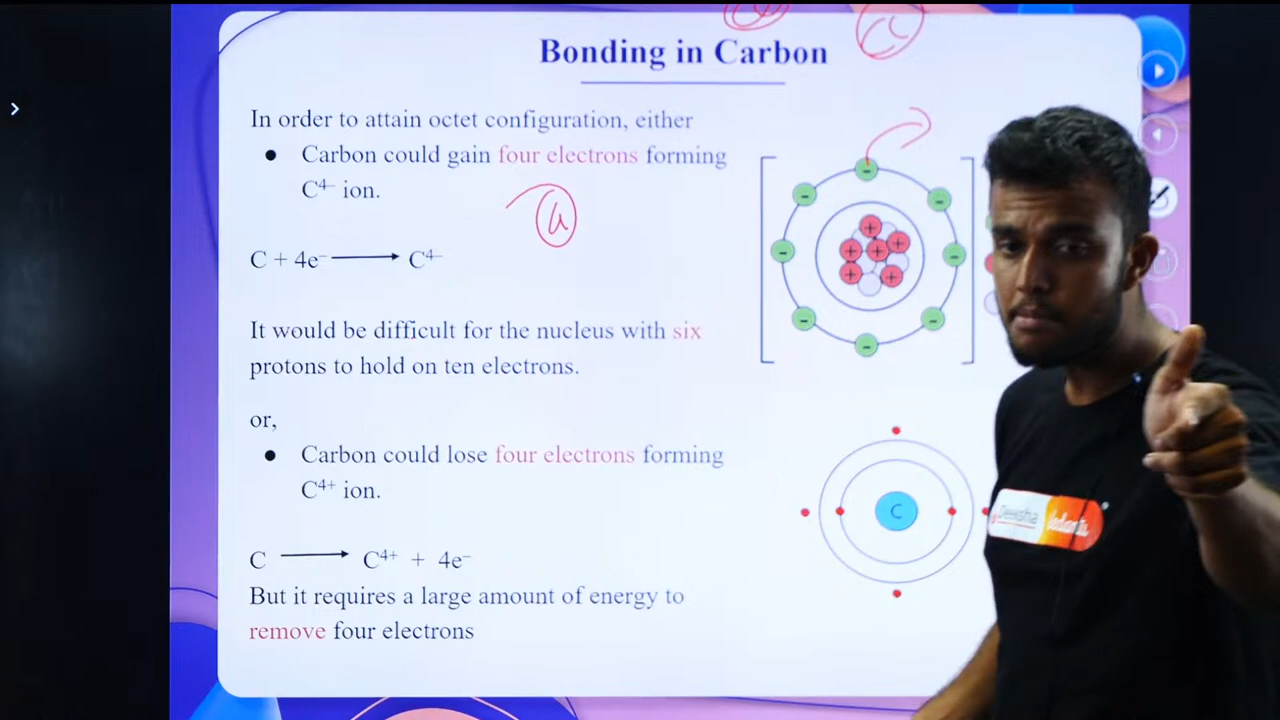 Bonding in Carbon
In order to attain octet configuration, either
● Carbon could gain four electrons forming
C⁴⁻ ion.
C + 4e⁻ ⟶ C⁴⁻
It would be difficult for the nucleus with six
protons to hold on ten electrons.
or,
● Carbon could lose four electrons forming
C⁴⁺ ion.
C
C ⟶ C⁴⁺ + 4e⁻
But it requires a large amount of energy to
remove four electrons
Deeksha
Vedantu